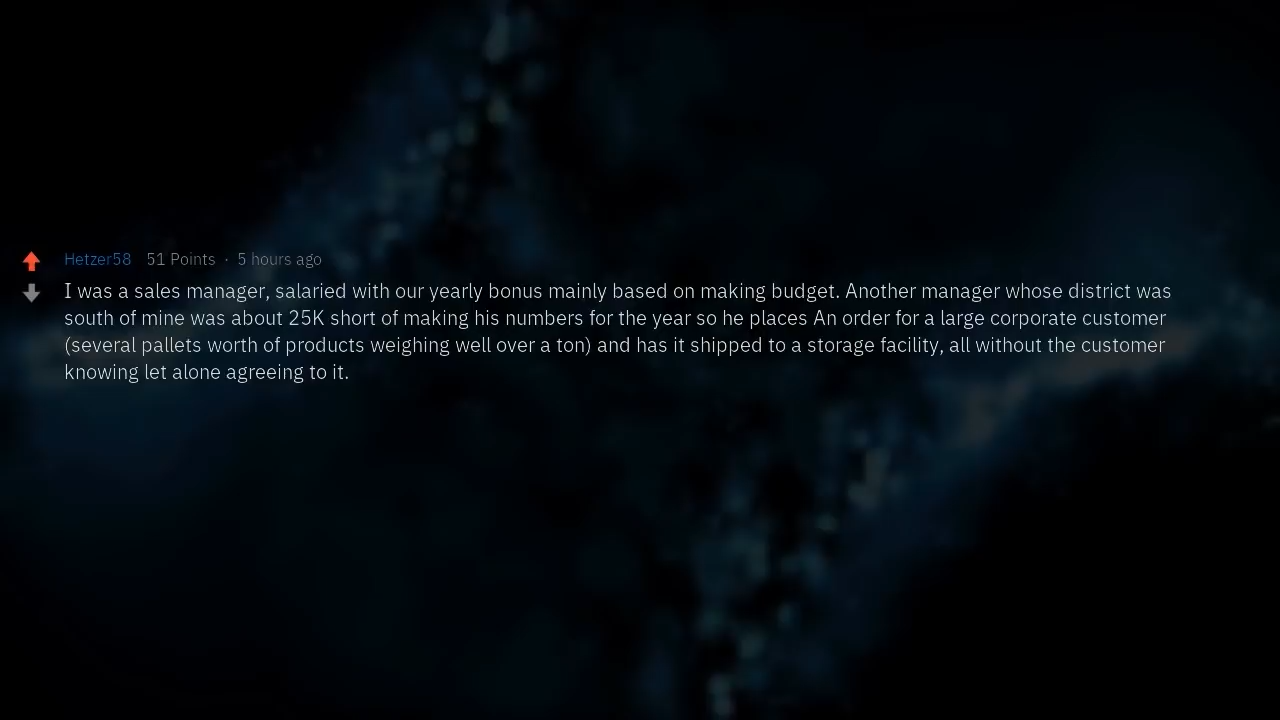 Hetzer58 51 Points · 5 hours ago
I was a sales manager, salaried with our yearly bonus mainly based on making budget. Another manager whose district was
south of mine was about 25K short of making his numbers for the year so he places An order for a large corporate customer
(several pallets worth of products weighing well over a ton) and has it shipped to a storage facility, all without the customer
knowing let alone agreeing to it.